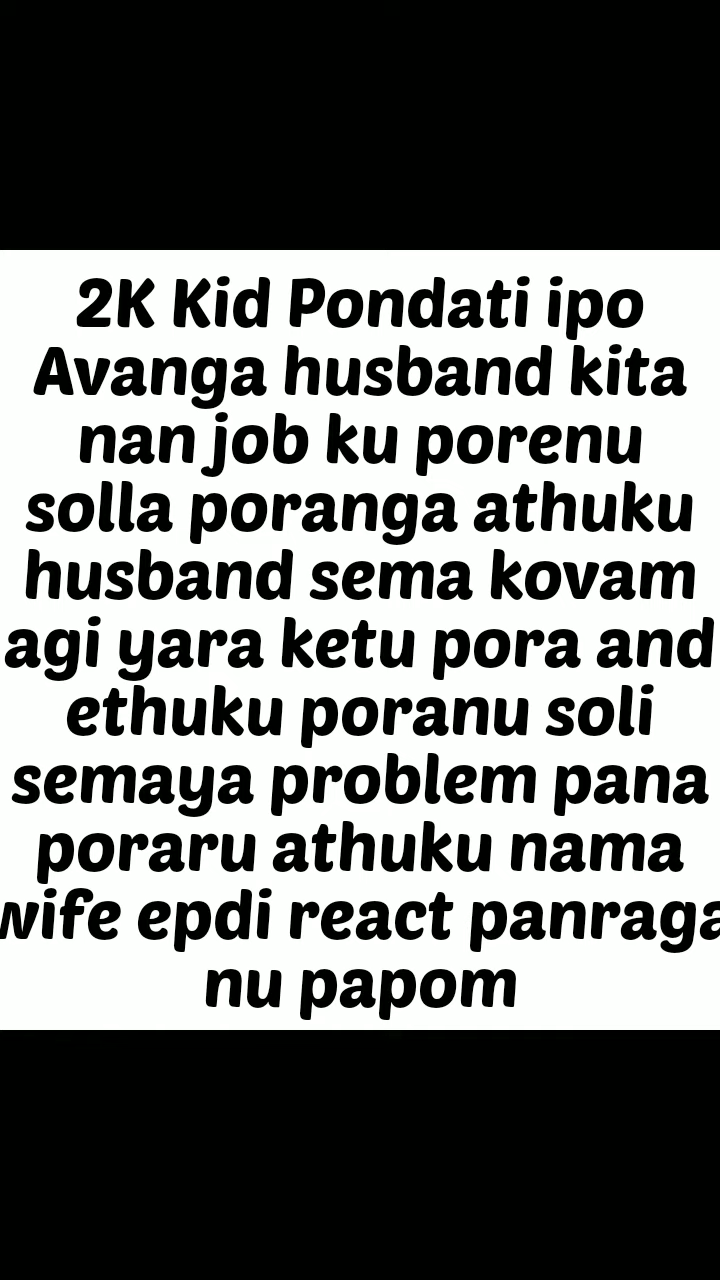 2K Kid Pondati ipo
Avanga husband kita
nan job ku porenu
solla poranga athuku
husband sema kovam
agi yara ketu pora and
ethuku poranu soli
semaya problem pana
poraru athuku nama
wife epdi react panraga
nu papom